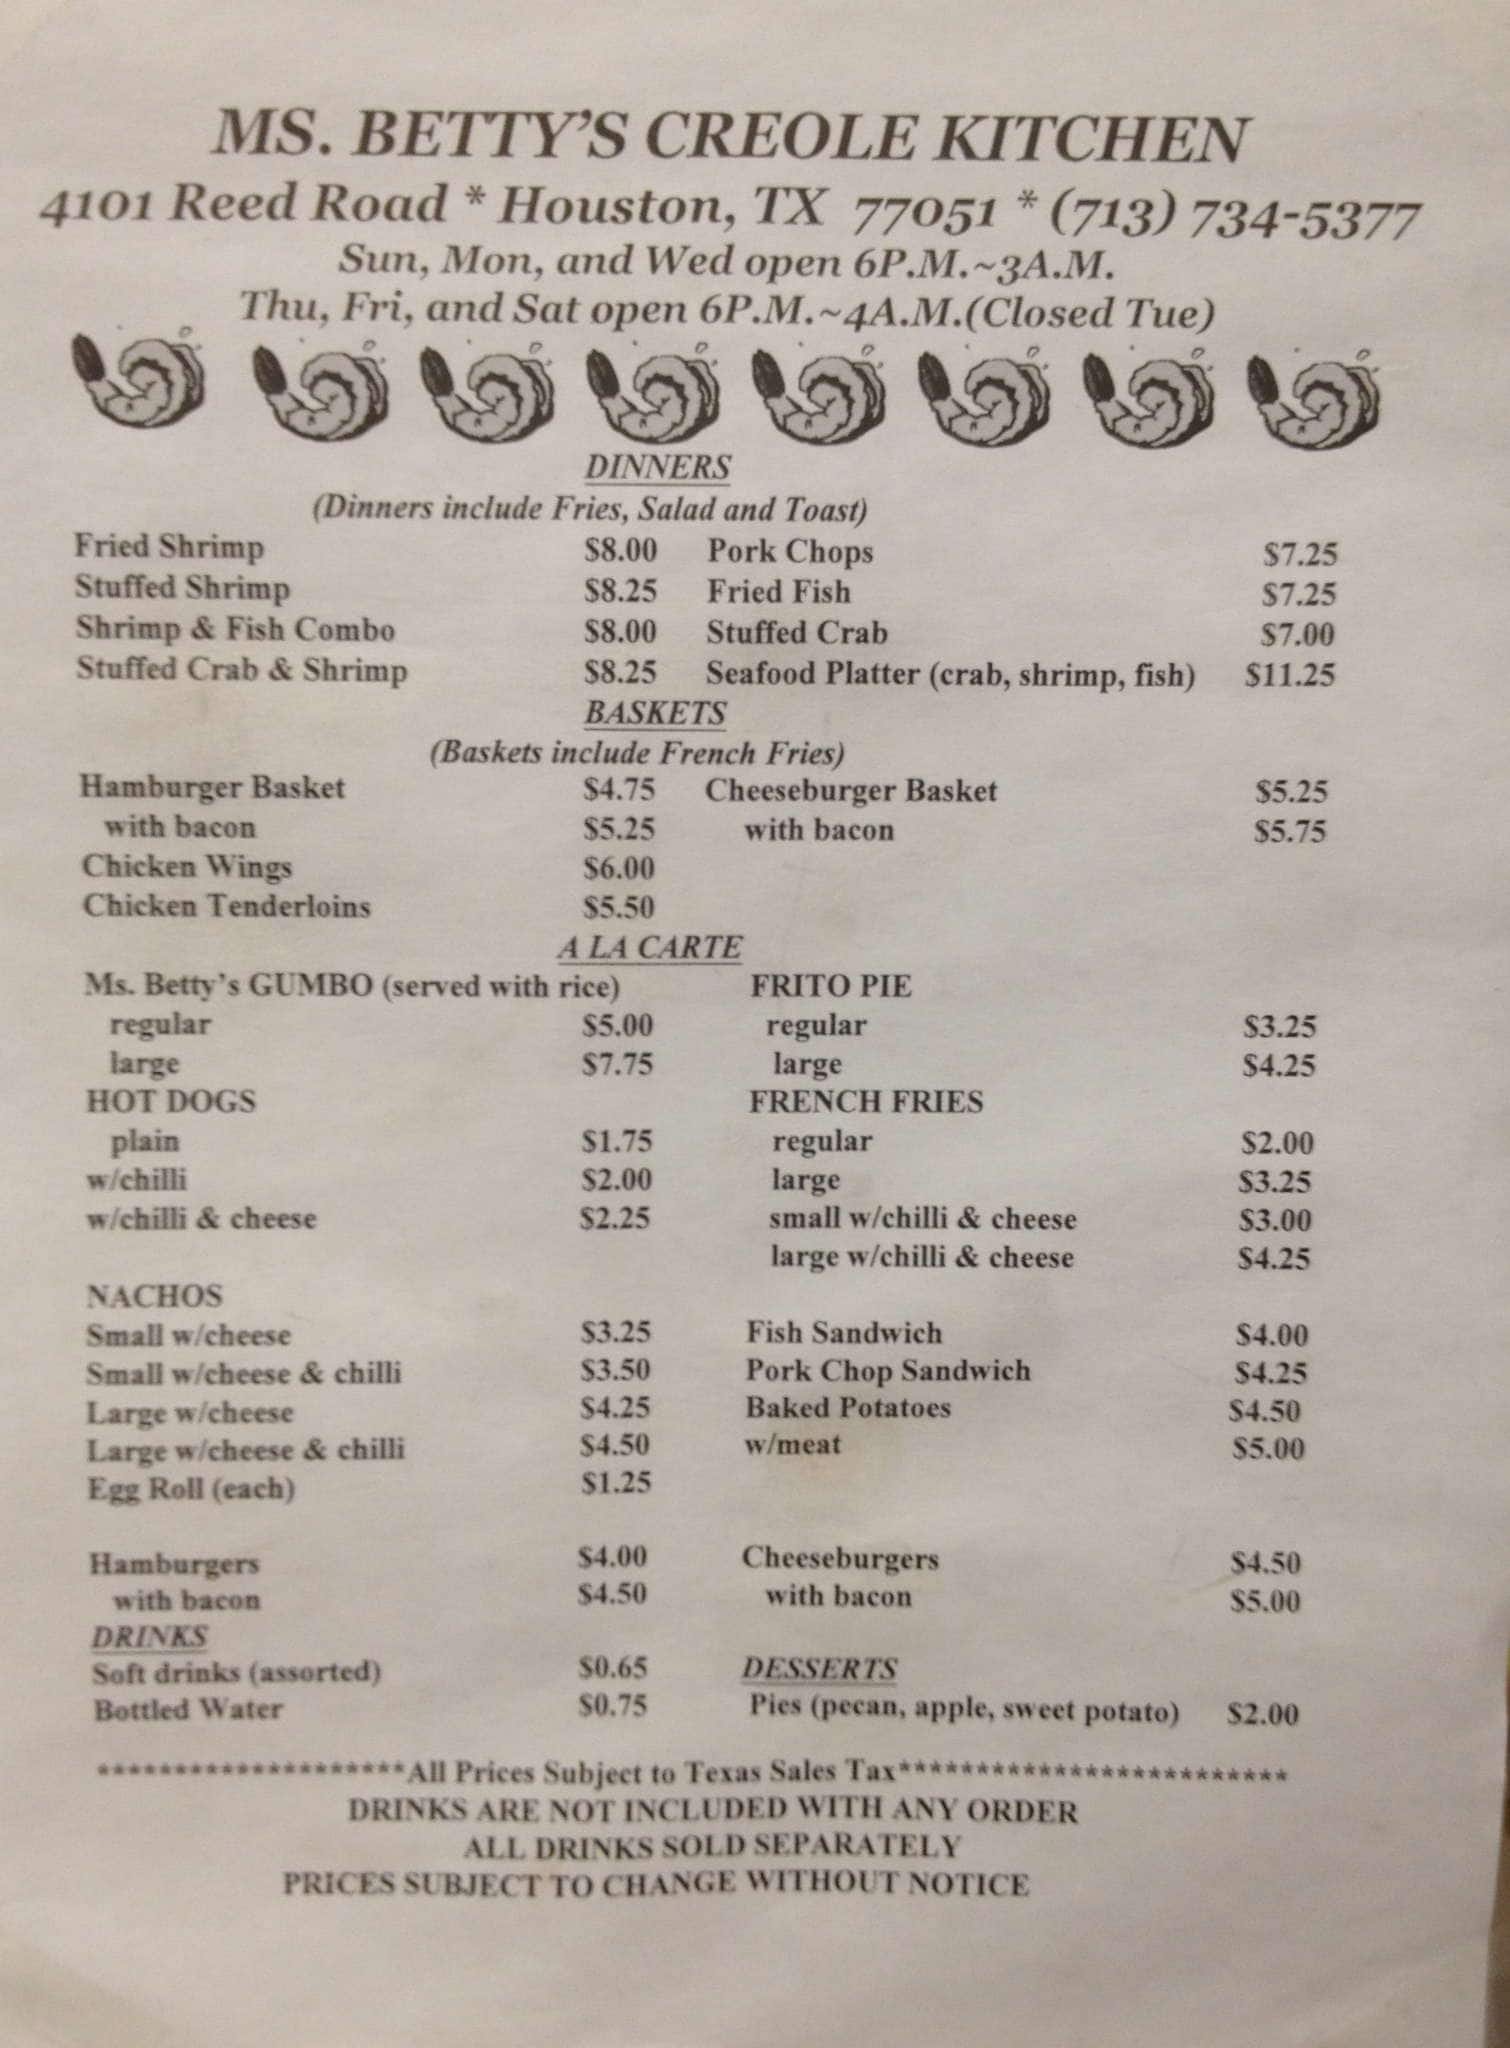 MS. BETTY'S CREOLE KITCHEN
4101 Reed Road * Houston, TX 77051 * (713) 734-5377
Sun, Mon, and Wed open 6P.M.~3A.M.
Thu, Fri, and Sat open 6P.M.~4A.M.(Closed Tue)
DINNERS
(Dinners include Fries, Salad and Toast)
Fried Shrimp $8.00 Pork Chops $7.25
Stuffed Shrimp $8.25 Fried Fish $7.25
Shrimp & Fish Combo $8.00 Stuffed Crab $7.00
Stuffed Crab & Shrimp $8.25 Seafood Platter (crab, shrimp, fish) $11.25
BASKETS
(Baskets include French Fries)
Hamburger Basket $4.75 Cheeseburger Basket $5.25
with bacon $5.25 with bacon $5.75
Chicken Wings $6.00
Chicken Tenderloins $5.50
A LA CARTE
Ms. Betty's GUMBO (served with rice) FRITO PIE
regular $5.00 regular $3.25
large $7.75 large $4.25
HOT DOGS FRENCH FRIES
plain $1.75 regular $2.00
w/chilli $2.00 large $3.25
w/chilli & cheese $2.25 small w/chilli & cheese $3.00
large w/chilli & cheese $4.25
NACHOS
Small w/cheese $3.25 Fish Sandwich $4.00
Small w/cheese & chilli $3.50 Pork Chop Sandwich $4.25
Large w/cheese $4.25 Baked Potatoes $4.50
Large w/cheese & chilli $4.50 w/meat $5.00
Egg Roll (each) $1.25
Hamburgers $4.00 Cheeseburgers $4.50
with bacon $4.50 with bacon $5.00
DRINKS
Soft drinks (assorted) $0.65 DESSERTS
Bottled Water $0.75 Pies (pecan, apple, sweet potato) $2.00
********************All Prices Subject to Texas Sales Tax*************************
DRINKS ARE NOT INCLUDED WITH ANY ORDER
ALL DRINKS SOLD SEPARATELY
PRICES SUBJECT TO CHANGE WITHOUT NOTICE